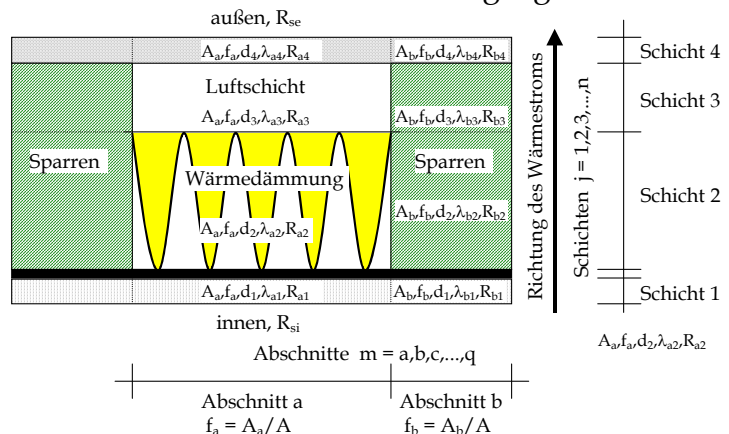 außen, Rse
Aa,fa,d4,λa4,Ra4
Ab,fb,d4,λb4,Rb4
Schicht 4
Luftschicht
Aa,fa,d3,λa3,Ra3
Ab,fb,d3,λb3,Rb3
Schicht 3
Sparren
Wärmedämmung
Sparren
Aa,fa,d2,λa2,Ra2
Ab,fb,d2,λb2,Rb2
Schicht 2
Aa,fa,d1,λa1,Ra1
Ab,fb,d1,λb1,Rb1
Schicht 1
Richtung des Wärmestroms
Schichten j = 1,2,3,...,n
innen, Rsi
Aa,fa,d2,λa2,Ra2
Abschnitte m = a,b,c,...,q
Abschnitt a
fa = Aa/A
Abschnitt b
fb = Ab/A